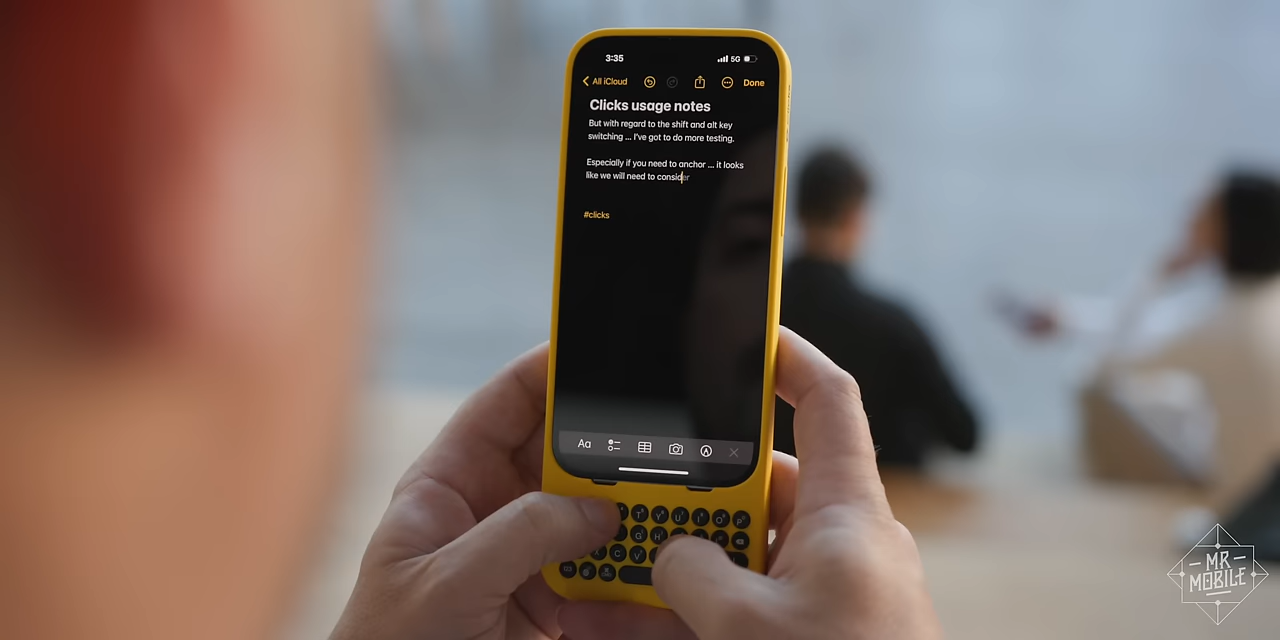 3:35 5G
All iCloud Done
Clicks usage notes
But with regard to the shift and alt key
switching ... I've got to do more testing.
Especially if you need to anchor ... it looks
like we will need to consider
#clicks
Aa
T Y U I O P
G H
C V
123
MR
MOBILE